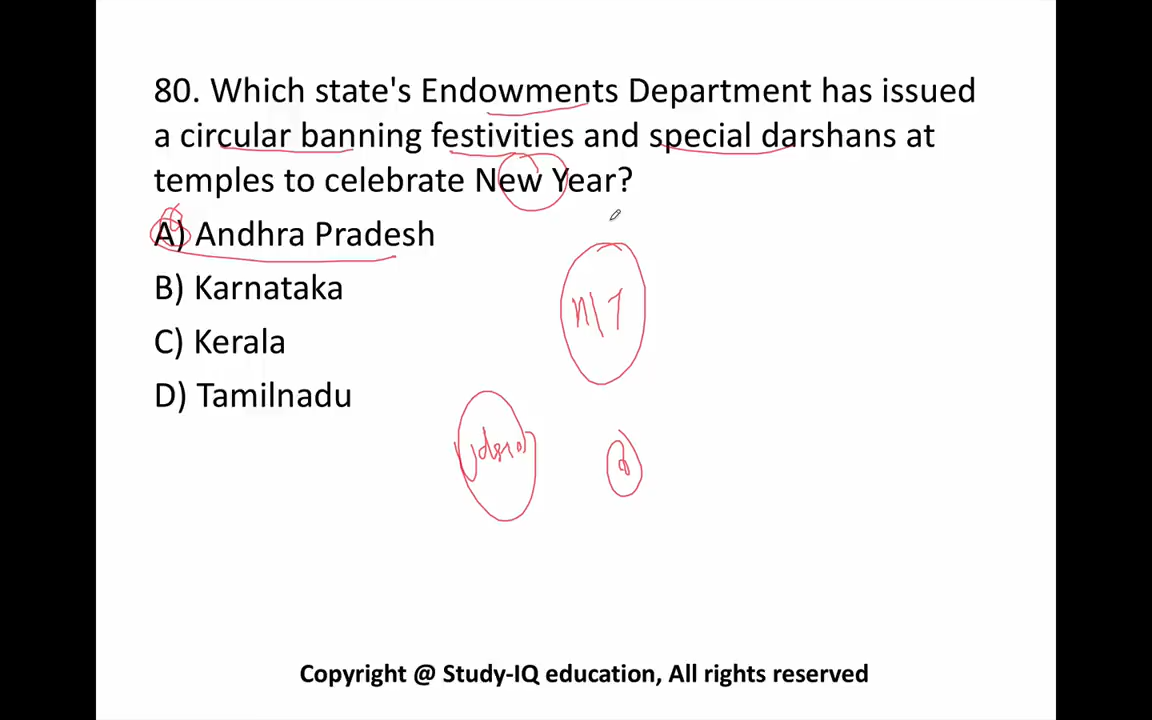 80. Which state's Endowments Department has issued
a circular banning festivities and special darshans at
temples to celebrate New Year?
A) Andhra Pradesh
B) Karnataka
C) Kerala
D) Tamilnadu
Copyright @ Study-IQ education, All rights reserved